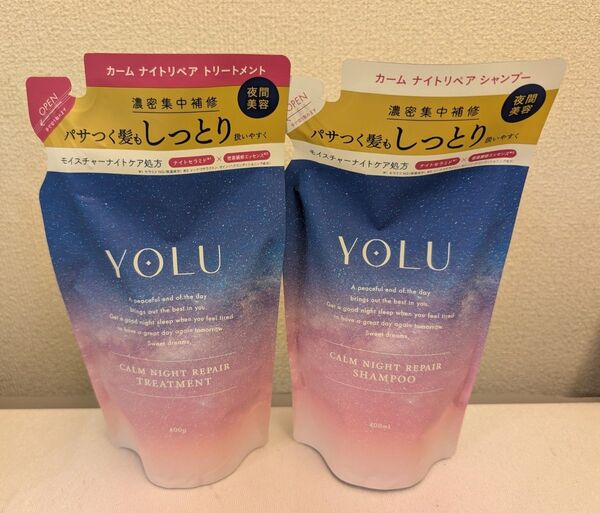 カーム ナイトリペア トリートメント
OPEN
濃密集中補修
夜間
美容
パサつく髪もしっとり扱いやすく
モイスチャーナイトケア処方
ナイトセラミド
×
YOLU
A peaceful end of the day
brings out the best in you.
Get a good night sleep when you feel tired
to have a great day again tomorrow.
Sweet dreams.
CALM NIGHT REPAIR
TREATMENT
400g
カーム ナイトリペア シャンプー
OPEN
濃密集中補修
夜間
美容
パサつく髪もしっとり扱いやすく
モイスチャーナイトケア処方
ナイトセラミド
×
YOLU
A peaceful end of the day
brings out the best in you.
Get a good night sleep when you feel tired
to have a great day again tomorrow.
Sweet dreams.
CALM NIGHT REPAIR
SHAMPOO
400ml